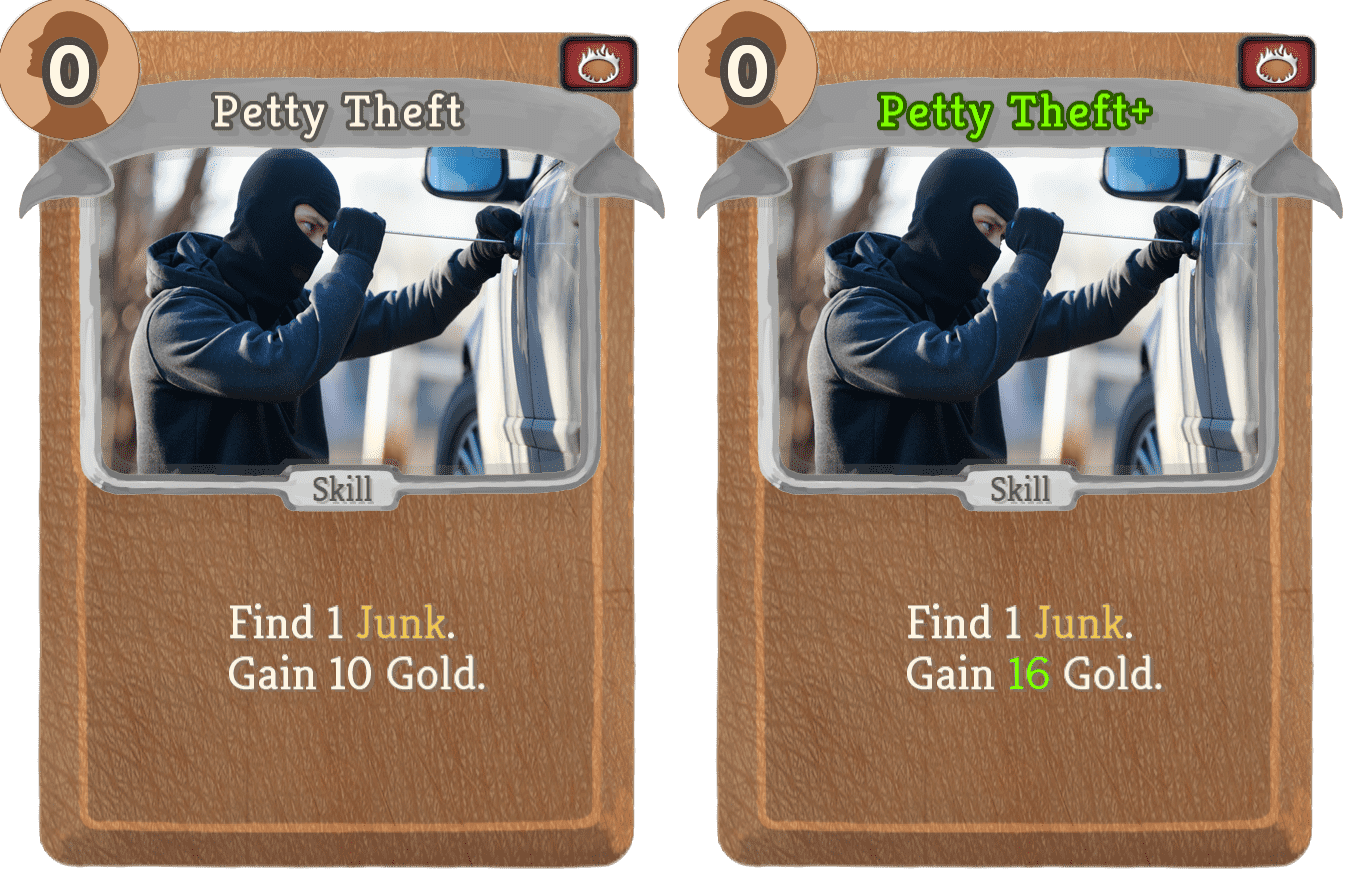 0
Petty Theft
Skill
Find 1 Junk.
Gain 10 Gold.
0
Petty Theft+
Skill
Find 1 Junk.
Gain 16 Gold.